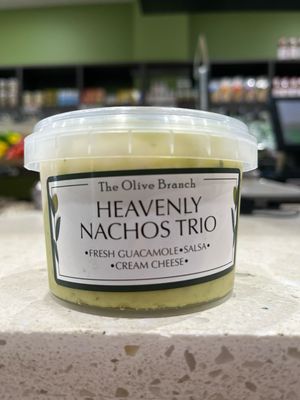 The Olive Branch
HEAVENLY
NACHOS TRIO
•FRESH GUACAMOLE•SALSA•
•CREAM CHEESE•